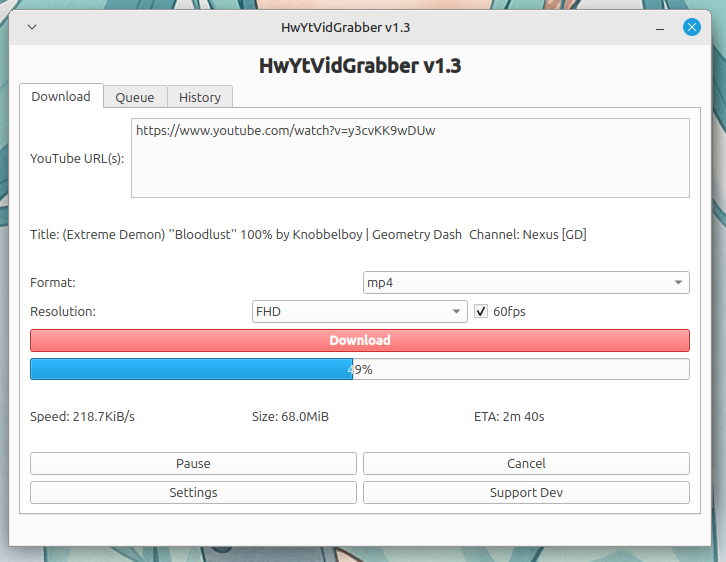 HwYtVidGrabber v1.3
HwYtVidGrabber v1.3
Download Queue History
YouTube URL(s): https://www.youtube.com/watch?v=y3cvKK9wDUw
Title: (Extreme Demon) "Bloodlust" 100% by Knobbelboy | Geometry Dash Channel: Nexus [GD]
Format: mp4
Resolution: FHD 60fps
Download
49%
Speed: 218.7KiB/s Size: 68.0MiB ETA: 2m 40s
Pause Cancel
Settings Support Dev